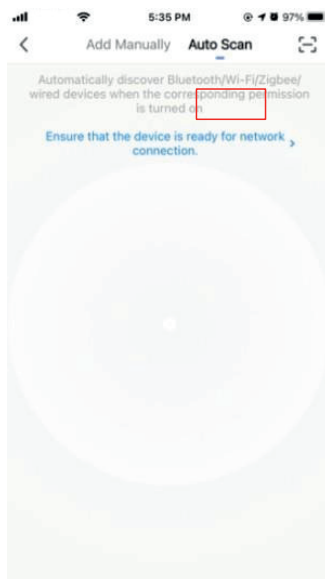 5:35 PM
97%
Add Manually Auto Scan
Automatically discover Bluetooth/Wi-Fi/Zigbee/
wired devices when the corresponding permission
is turned on
Ensure that the device is ready for network
connection.